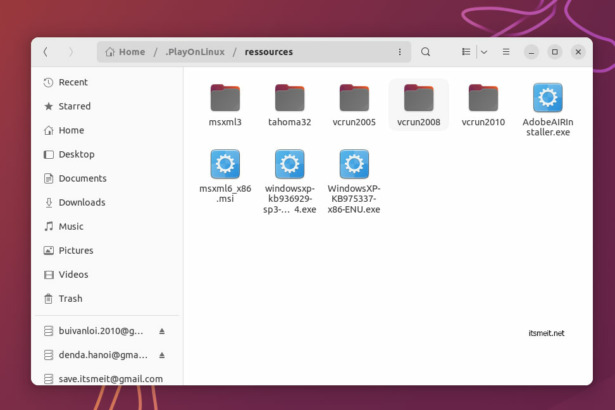 Home / .PlayOnLinux / ressources
Recent
Starred
Home
Desktop
Documents
Downloads
Music
Pictures
Videos
Trash
buivanloi.2010@g...
denda.hanoi@gma...
save.itsmeit@gmail.com
msxml3
tahoma32
vcrun2005
vcrun2008
vcrun2010
AdobeAIRIn
staller.exe
msxml6_x86
.msi
windowsxp-
kb936929-
sp3-... 4.exe
WindowsXP-
KB975337-
x86-ENU.exe
itsmeit.net